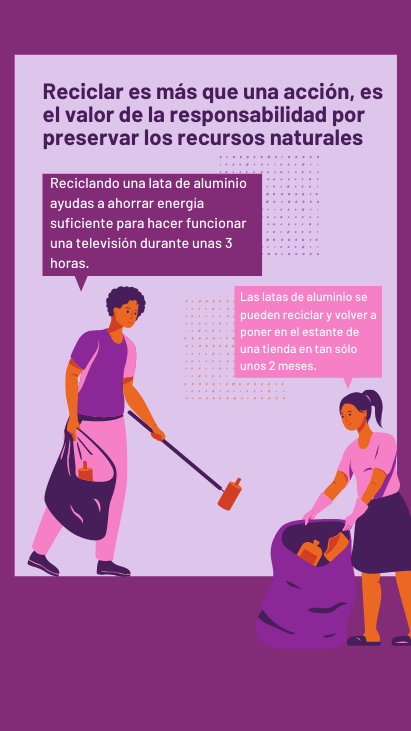 Reciclar es más que una acción, es
el valor de la responsabilidad por
preservar los recursos naturales
Reciclando una lata de aluminio
ayudas a ahorrar energía
suficiente para hacer funcionar
una televisión durante unas 3
horas.
Las latas de aluminio se
pueden reciclar y volver a
poner en el estante de
una tienda en tan sólo
unos 2 meses.